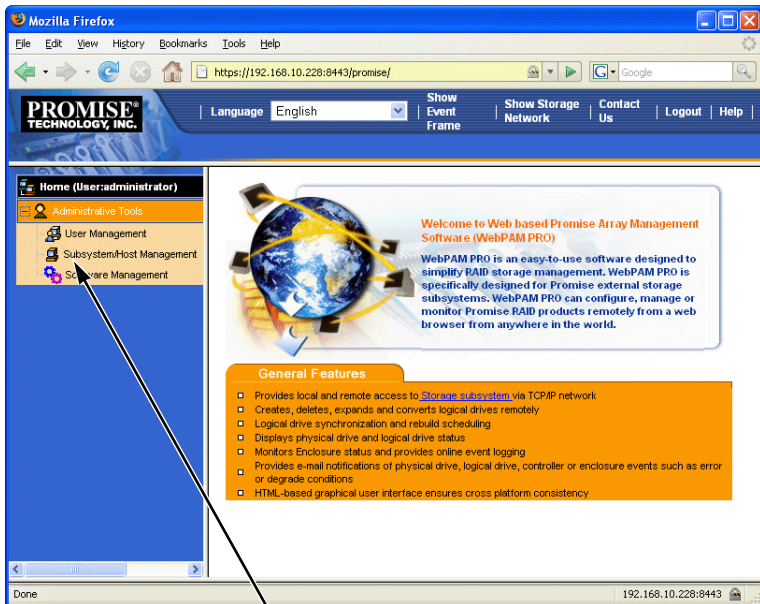 Mozilla Firefox
File Edit View History Bookmarks Tools Help
https://192.168.10.228:8443/promise/
G Google
PROMISE®
TECHNOLOGY, INC.
| Language English | Show Event Frame | Show Storage Network | Contact Us | Logout | Help |
Home (User:administrator)
Administrative Tools
User Management
Subsystem/Host Management
Management
Welcome to Web based Promise Array Management
Software (WebPAM PRO)
WebPAM PRO is an easy-to-use software designed to
simplify RAID storage management. WebPAM PRO is
specifically designed for Promise external storage
subsystems. WebPAM PRO can configure, manage or
monitor Promise RAID products remotely from a web
browser from anywhere in the world.
General Features
Provides local and remote access to Storage subsystem via TCP/IP network
Creates, deletes, expands and converts logical drives remotely
Logical drive synchronization and rebuild scheduling
Displays physical drive and logical drive status
Monitors Enclosure status and provides online event logging
Provides e-mail notifications of physical drive, logical drive, controller or enclosure events such as error
or degrade conditions
HTML-based graphical user interface ensures cross platform consistency
Done
192.168.10.228:8443